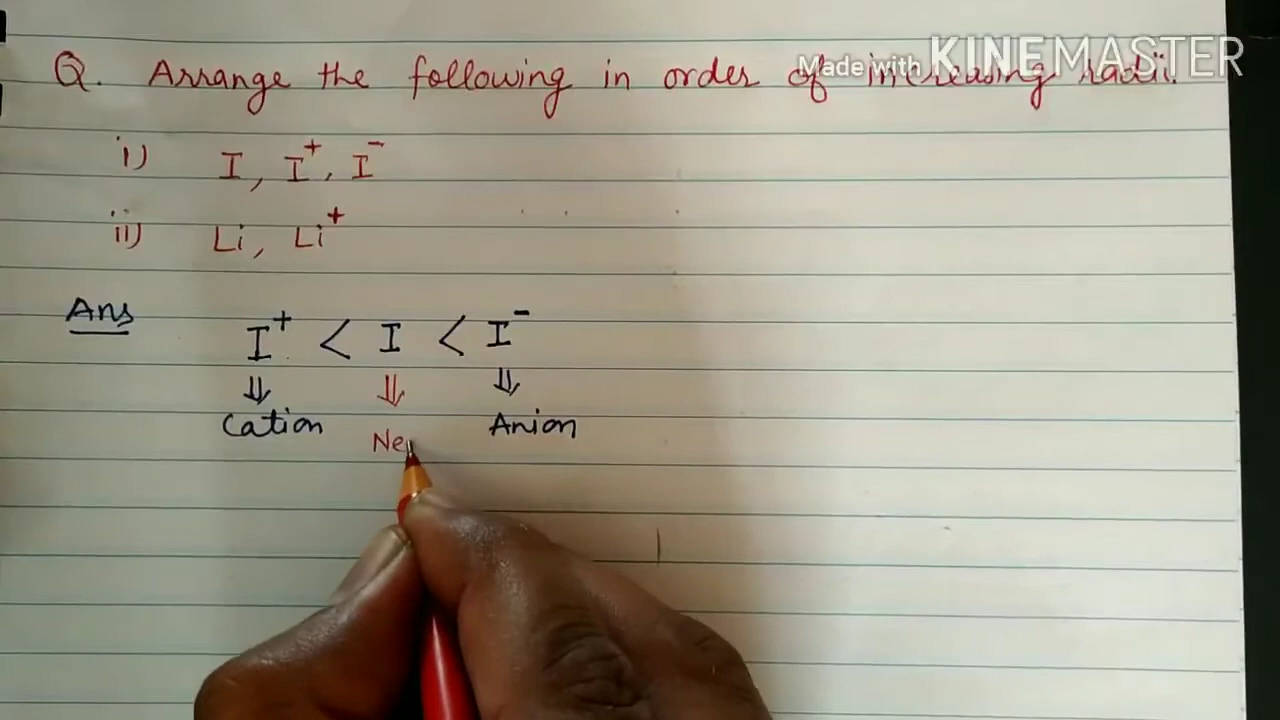 Made with KINEMASTER
Q. Arrange the following in order of increasing radii.
i) I, I⁺, I⁻
ii) Li, Li⁺
Ans
I⁺ < I < I⁻
⇓ ⇓ ⇓
Cation Ne Anion